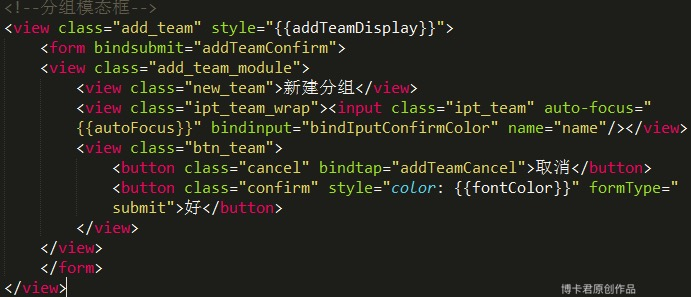 <!--分组模态框-->
<view class="add_team" style="{{addTeamDisplay}}">
<form bindsubmit="addTeamConfirm">
<view class="add_team_module">
<view class="new_team">新建分组</view>
<view class="ipt_team_wrap"><input class="ipt_team" auto-focus="
{{autoFocus}}" bindinput="bindIputConfirmColor" name="name"/></view>
<view class="btn_team">
<button class="cancel" bindtap="addTeamCancel">取消</button>
<button class="confirm" style="color: {{fontColor}}" formType="
submit">好</button>
</view>
</view>
</form>
</view>
博卡君原创作品